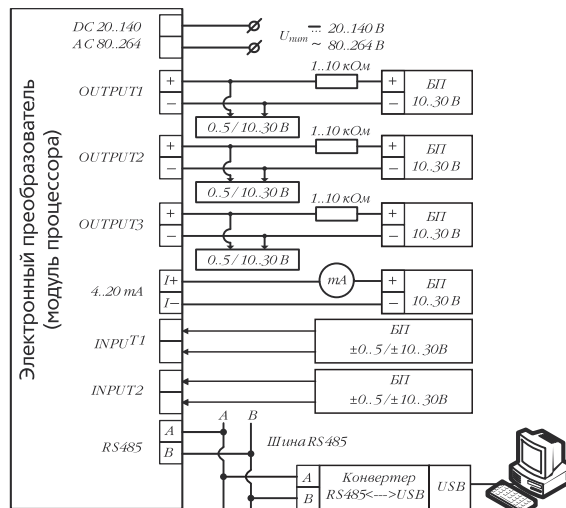 Электронный преобразователь
(модуль процессора)
DC 20..140
AC 80..264
Uпит ⎓ 20..140 В
~ 80..264 В
OUTPUT1
+
–
1..10 кОм
0..5 / 10..30 В
+
–
БП
10..30 В
OUTPUT2
+
–
1..10 кОм
0..5 / 10..30 В
+
–
БП
10..30 В
OUTPUT3
+
–
1..10 кОм
0..5 / 10..30 В
+
–
БП
10..30 В
4..20 mA
I+
I–
mA
+
–
БП
10..30 В
INPUT1
БП
±0..5/±10..30В
INPUT2
БП
±0..5/±10..30В
A B
RS485
A
B
Шина RS485
A
B
Конвертер
RS485<--->USB
USB